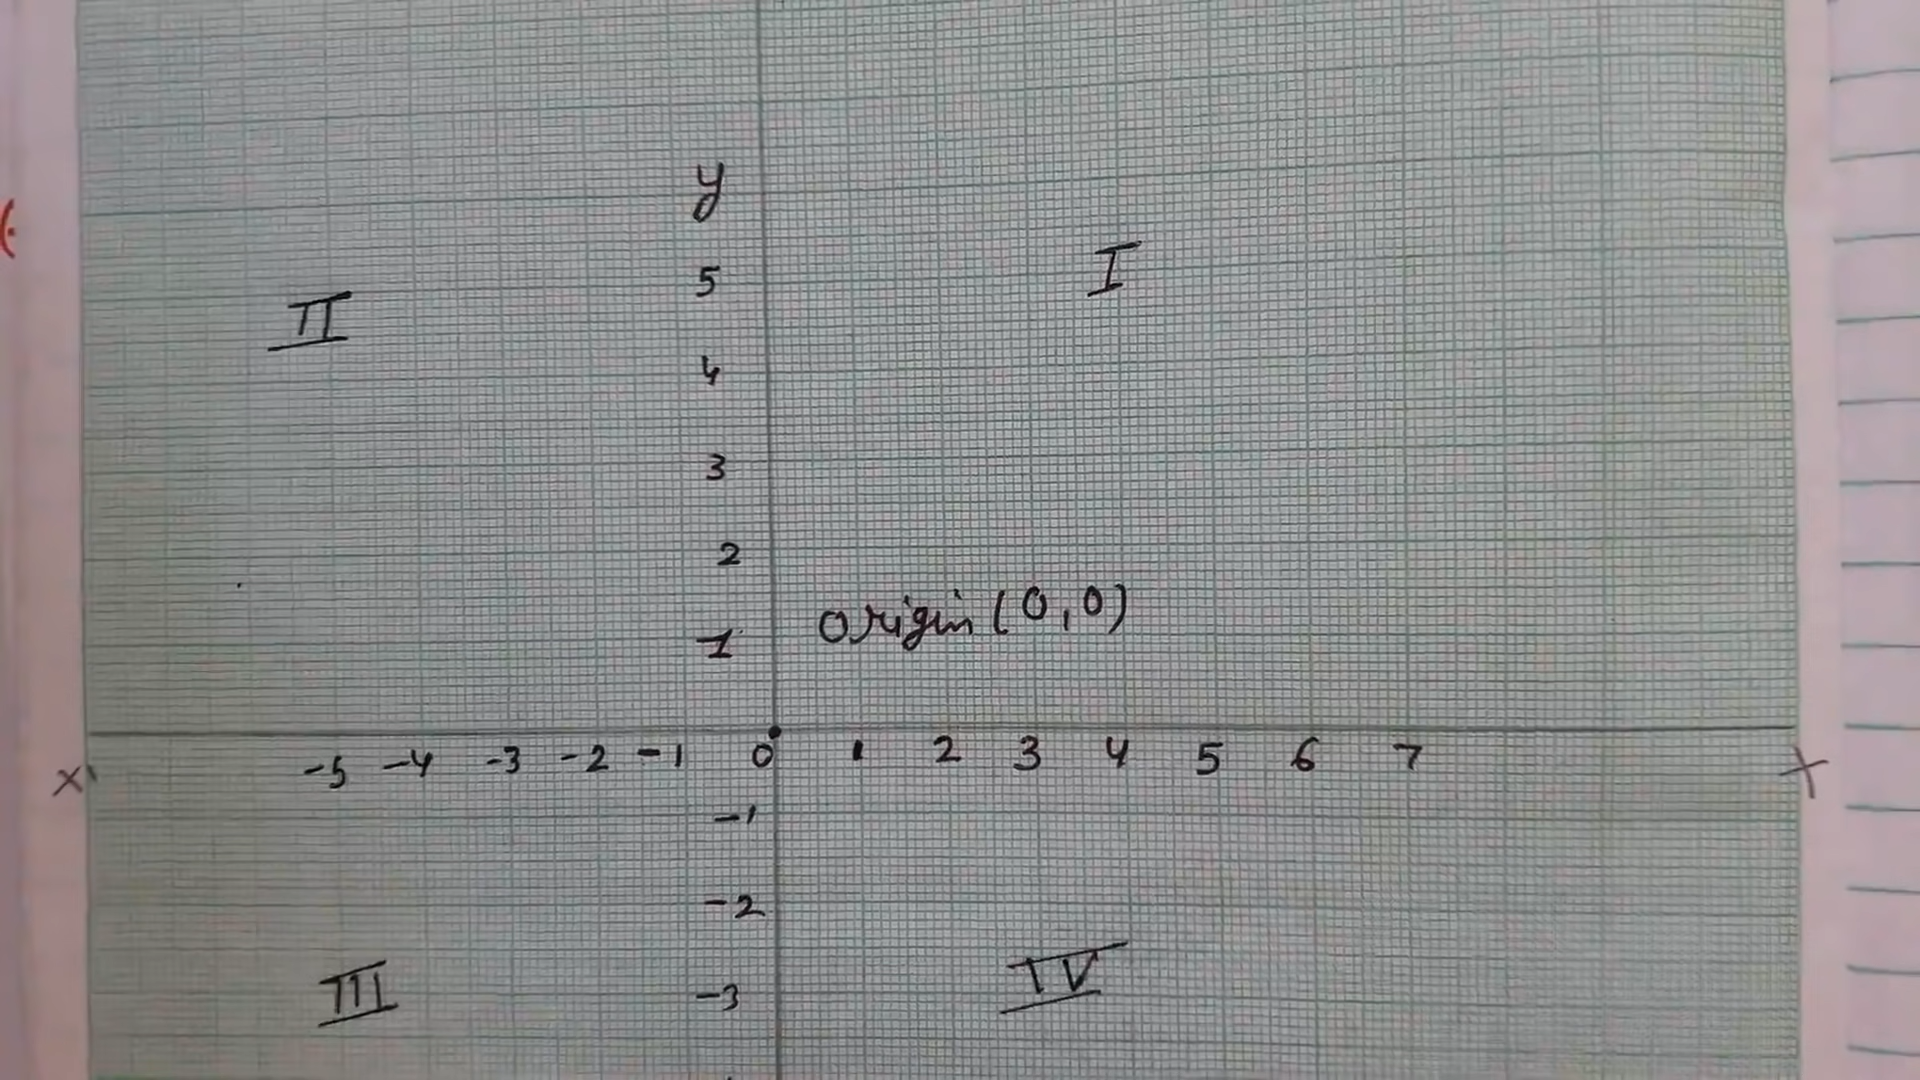 y
I
5
II
4
3
2
origin (0,0)
1
-5 -4 -3 -2 -1 0 1 2 3 4 5 6 7
X' X
-1
-2
IV
III
-3